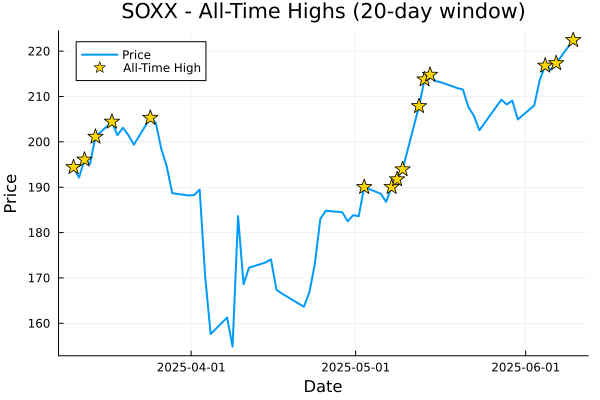 SOXX - All-Time Highs (20-day window)
Price
All-Time High
220
210
200
190
180
170
160
Price
2025-04-01
2025-05-01
2025-06-01
Date